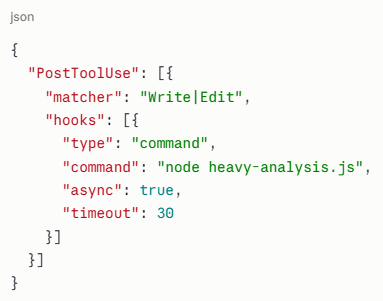 json
{
  "PostToolUse": [{
    "matcher": "Write|Edit",
    "hooks": [{
      "type": "command",
      "command": "node heavy-analysis.js",
      "async": true,
      "timeout": 30
    }]
  }]
}